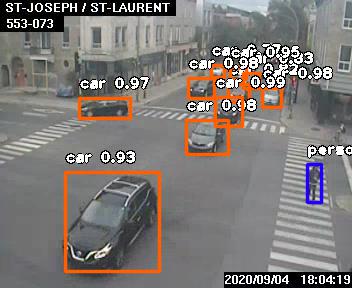 ST-JOSEPH / ST-LAURENT
553-073
car 0.95
car 0.98
car 0.98
car 0.97
car 0.99
car 0.98
car 0.93
perso
2020/09/04 18:04:19